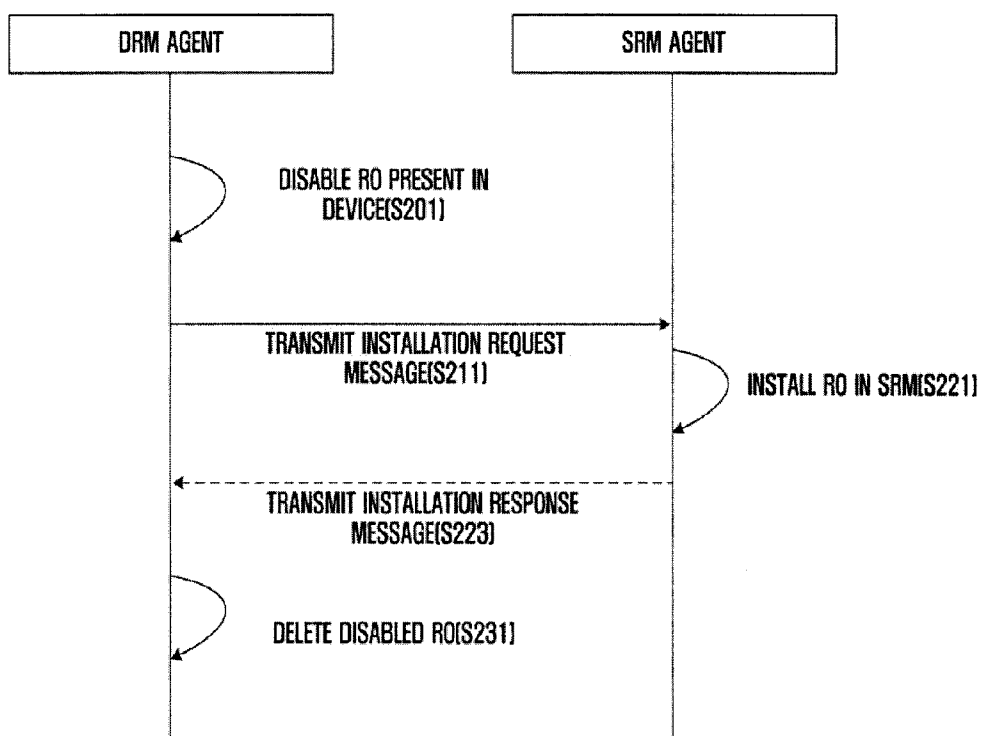 DRM AGENT
SRM AGENT
DISABLE RO PRESENT IN
DEVICE(S201)
TRANSMIT INSTALLATION REQUEST
MESSAGE(S211)
INSTALL RO IN SRM(S221)
TRANSMIT INSTALLATION RESPONSE
MESSAGE(S223)
DELETE DISABLED RO(S231)